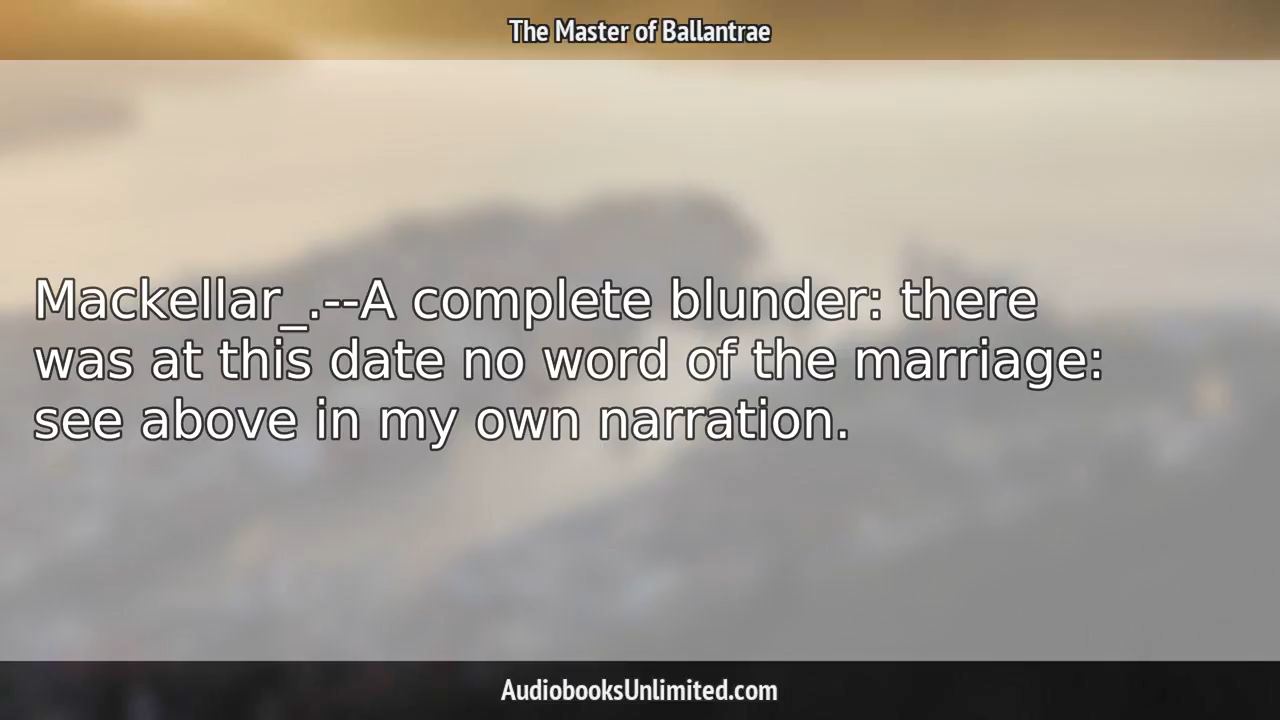 The Master of Ballantrae
Mackellar_.--A complete blunder: there
was at this date no word of the marriage:
see above in my own narration.
AudiobooksUnlimited.com